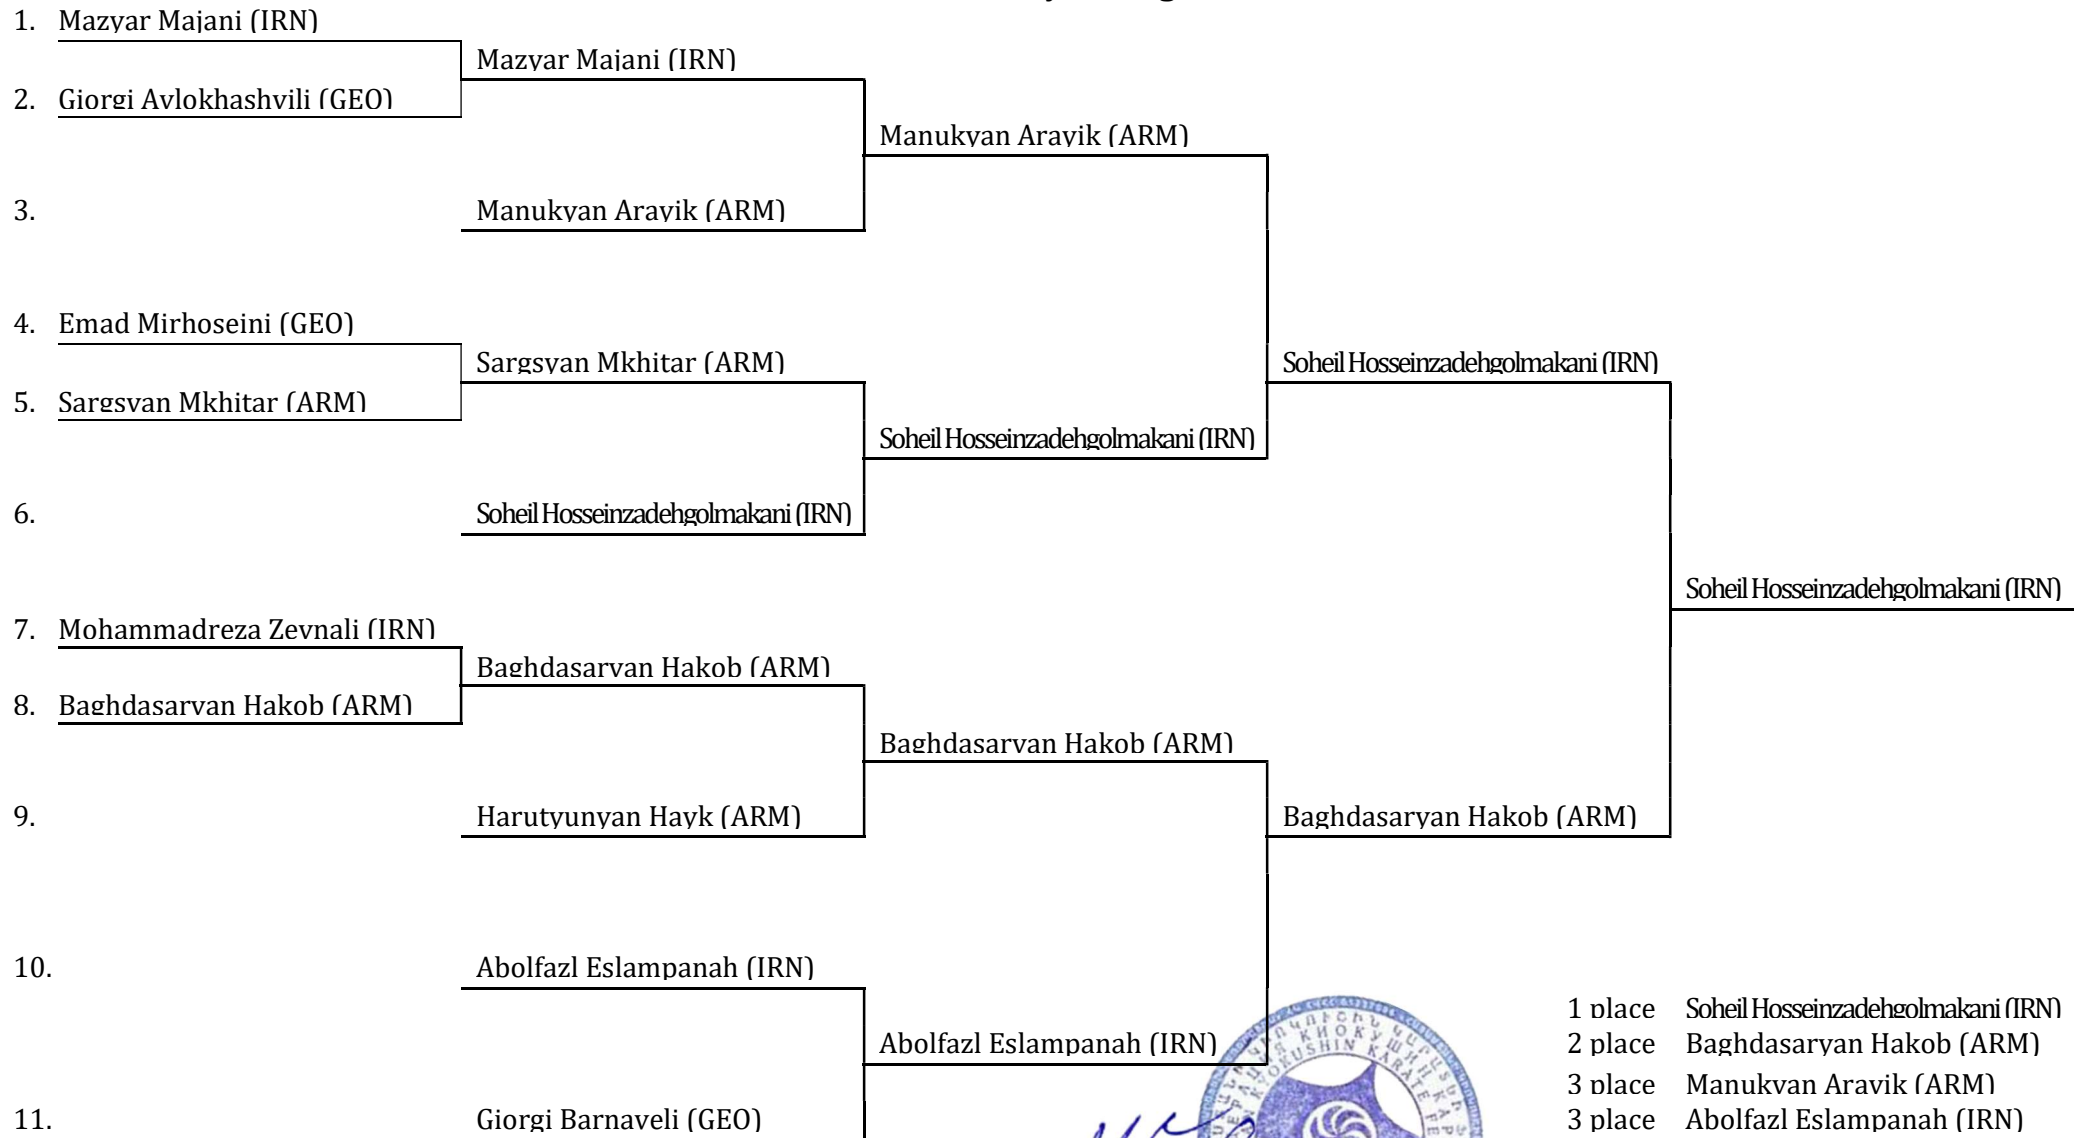 1. Mazyar Majani (IRN)
Mazyar Majani (IRN)
2. Giorgi Avlokhashvili (GEO)
Manukyan Arayik (ARM)
3. Manukyan Arayik (ARM)
4. Emad Mirhoseini (GEO)
Sargsyan Mkhitar (ARM)
Soheil Hosseinzadehgolmakani (IRN)
5. Sargsyan Mkhitar (ARM)
Soheil Hosseinzadehgolmakani (IRN)
6. Soheil Hosseinzadehgolmakani (IRN)
Soheil Hosseinzadehgolmakani (IRN)
7. Mohammadreza Zeynali (IRN)
Baghdasaryan Hakob (ARM)
8. Baghdasaryan Hakob (ARM)
Baghdasaryan Hakob (ARM)
9. Harutyunyan Hayk (ARM)
Baghdasaryan Hakob (ARM)
10. Abolfazl Eslampanah (IRN)
Abolfazl Eslampanah (IRN)
11. Giorgi Barnaveli (GEO)
1 place Soheil Hosseinzadehgolmakani (IRN)
2 place Baghdasaryan Hakob (ARM)
3 place Manukyan Arayik (ARM)
3 place Abolfazl Eslampanah (IRN)
KARATE